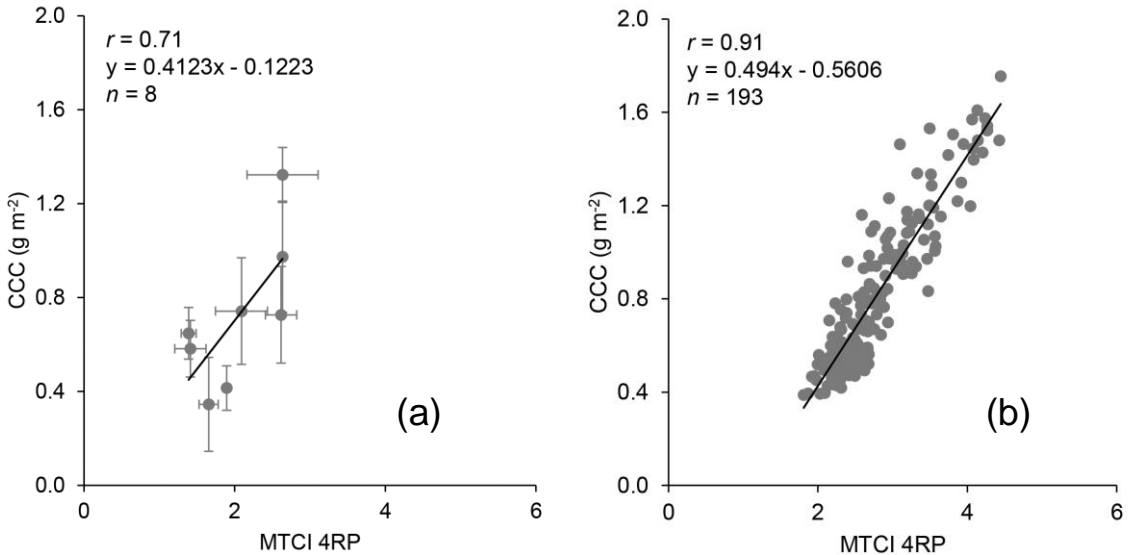 2.0
r = 0.71
y = 0.4123x - 0.1223
n = 8
1.6
1.2
CCC (g m⁻²)
0.8
0.4
(a)
0.0
0 2 4 6
MTCI 4RP
2.0
r = 0.91
y = 0.494x - 0.5606
n = 193
1.6
1.2
CCC (g m⁻²)
0.8
0.4
(b)
0.0
0 2 4 6
MTCI 4RP